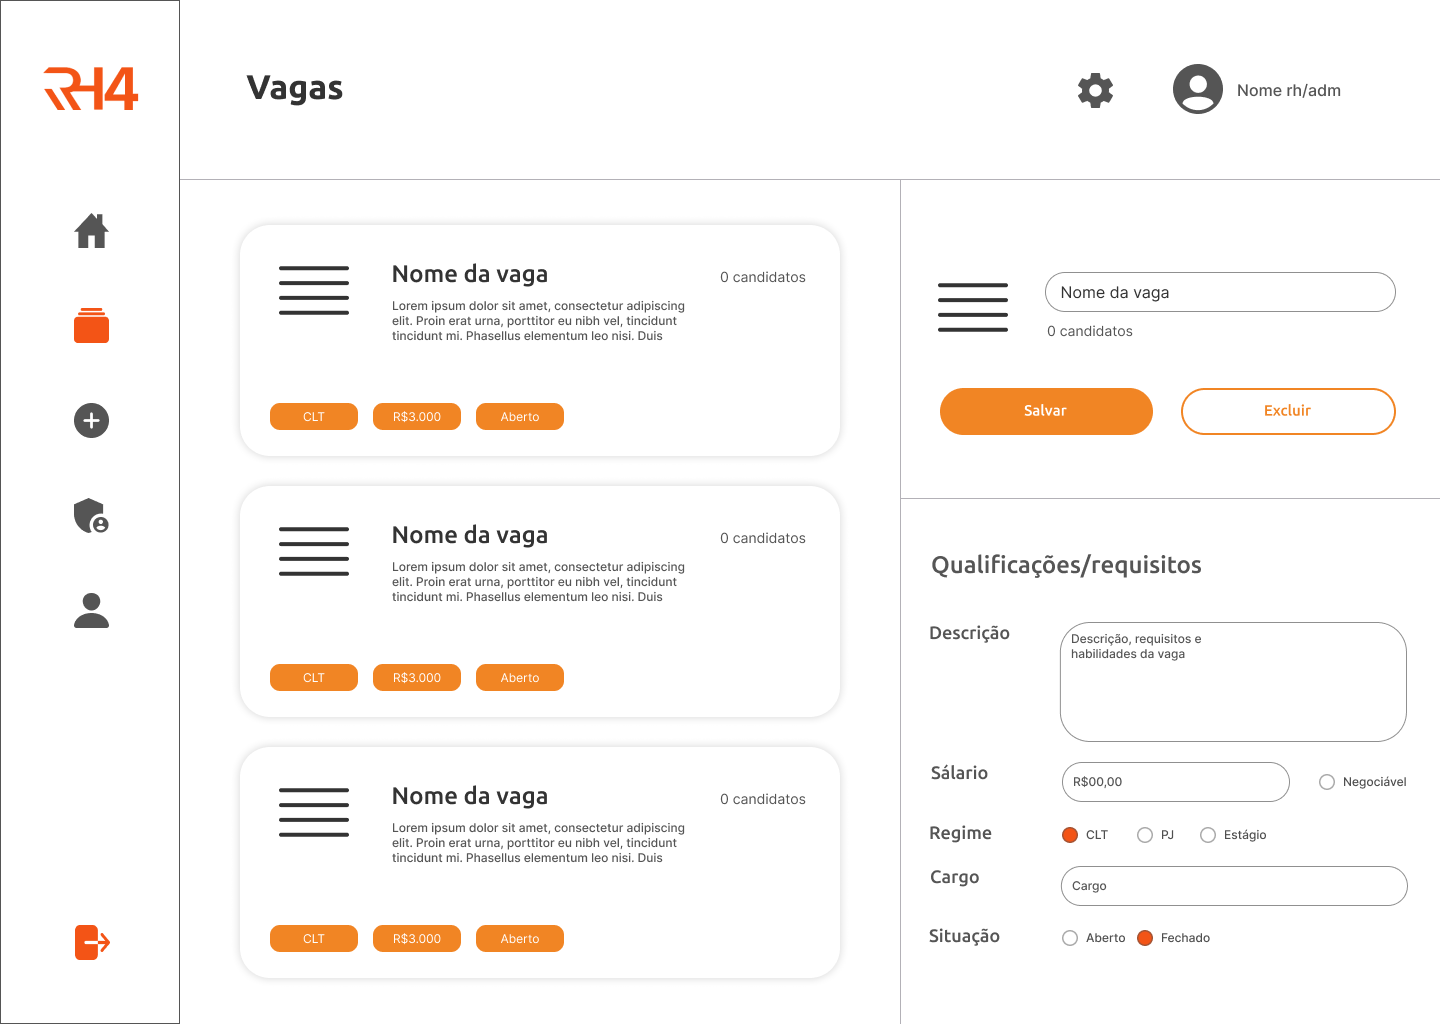 RH4
Vagas
Nome rh/adm
Nome da vaga
0 candidatos
Lorem ipsum dolor sit amet, consectetur adipiscing
elit. Proin erat urna, porttitor eu nibh vel, tincidunt
tincidunt mi. Phasellus elementum leo nisi. Duis
CLT
R$3.000
Aberto
Nome da vaga
0 candidatos
Lorem ipsum dolor sit amet, consectetur adipiscing
elit. Proin erat urna, porttitor eu nibh vel, tincidunt
tincidunt mi. Phasellus elementum leo nisi. Duis
CLT
R$3.000
Aberto
Nome da vaga
0 candidatos
Lorem ipsum dolor sit amet, consectetur adipiscing
elit. Proin erat urna, porttitor eu nibh vel, tincidunt
tincidunt mi. Phasellus elementum leo nisi. Duis
CLT
R$3.000
Aberto
Nome da vaga
0 candidatos
Salvar
Excluir
Qualificações/requisitos
Descrição
Descrição, requisitos e
habilidades da vaga
Sálario
R$00,00
Negociável
Regime
CLT
PJ
Estágio
Cargo
Cargo
Situação
Aberto
Fechado